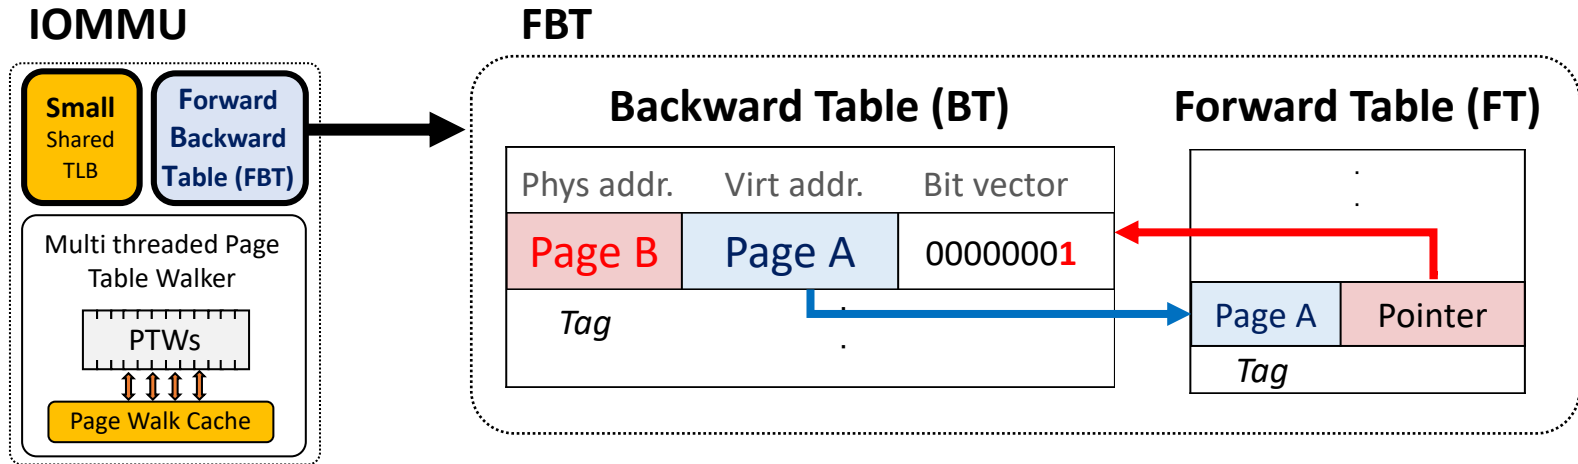 IOMMU
Small
Shared
TLB
Forward
Backward
Table (FBT)
Multi threaded Page
Table Walker
PTWs
Page Walk Cache
FBT
Backward Table (BT)
Phys addr. Virt addr. Bit vector
Page B Page A 00000001
Tag
Forward Table (FT)
Page A Pointer
Tag